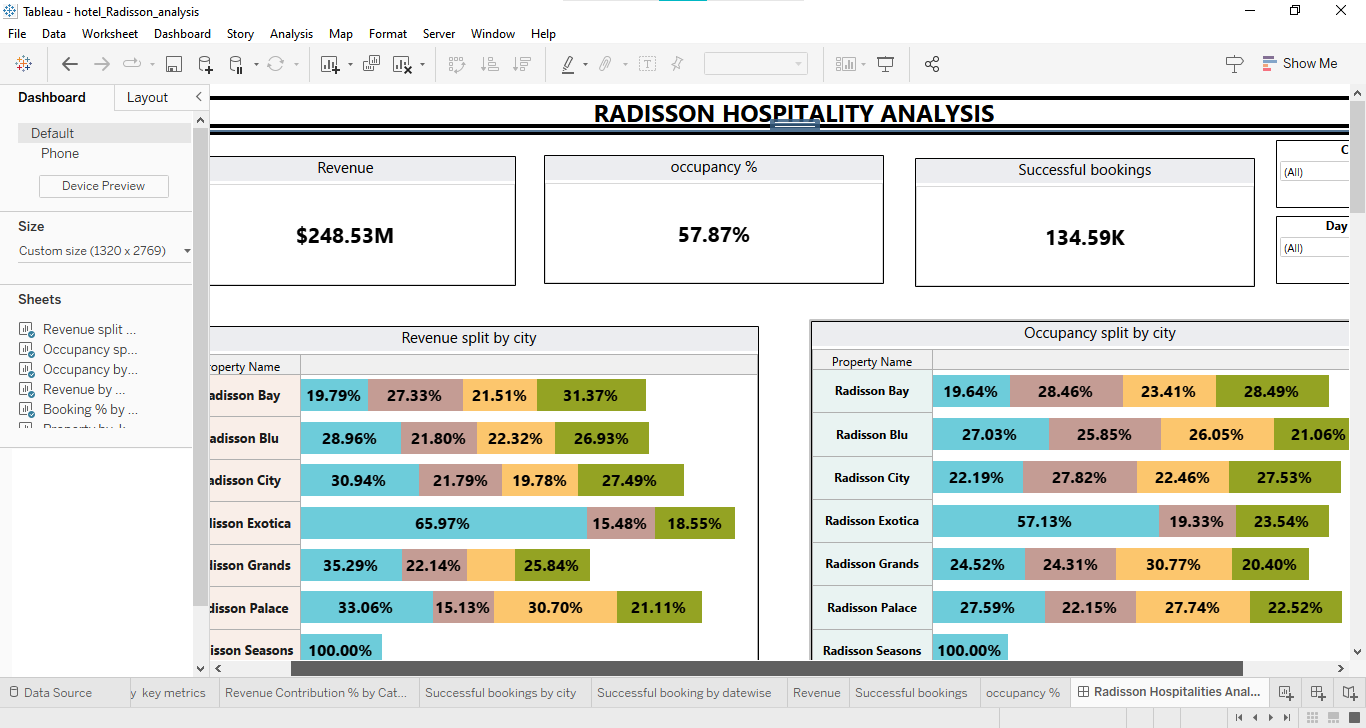 Tableau - hotel_Radisson_analysis
File Data Worksheet Dashboard Story Analysis Map Format Server Window Help
Show Me
Dashboard Layout
Default
Phone
Device Preview
Size
Custom size (1320 x 2769)
Sheets
Revenue split ...
Occupancy sp...
Occupancy by...
Revenue by ...
Booking % by ...
RADISSON HOSPITALITY ANALYSIS
Revenue
$248.53M
occupancy %
57.87%
Successful bookings
134.59K
C
(All)
Day
(All)
Revenue split by city
operty Name
adisson Bay 19.79% 27.33% 21.51% 31.37%
adisson Blu 28.96% 21.80% 22.32% 26.93%
adisson City 30.94% 21.79% 19.78% 27.49%
disson Exotica 65.97% 15.48% 18.55%
disson Grands 35.29% 22.14% 25.84%
disson Palace 33.06% 15.13% 30.70% 21.11%
isson Seasons 100.00%
Occupancy split by city
Property Name
Radisson Bay 19.64% 28.46% 23.41% 28.49%
Radisson Blu 27.03% 25.85% 26.05% 21.06%
Radisson City 22.19% 27.82% 22.46% 27.53%
Radisson Exotica 57.13% 19.33% 23.54%
Radisson Grands 24.52% 24.31% 30.77% 20.40%
Radisson Palace 27.59% 22.15% 27.74% 22.52%
Radisson Seasons 100.00%
Data Source y key metrics Revenue Contribution % by Cat... Successful bookings by city Successful booking by datewise Revenue Successful bookings occupancy % Radisson Hospitalities Anal...